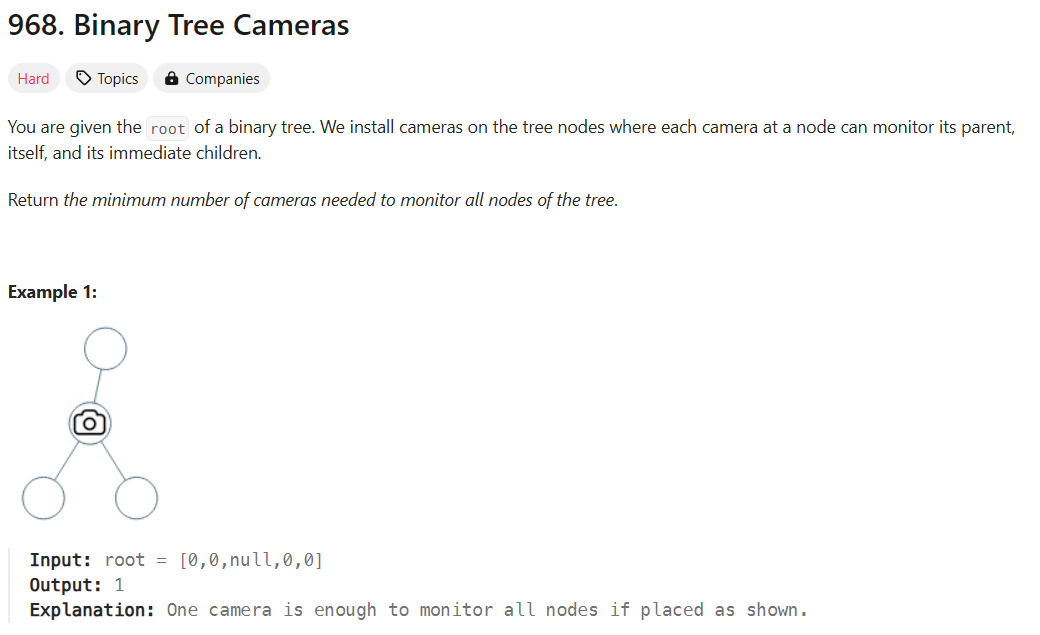 968. Binary Tree Cameras
Hard Topics Companies
You are given the root of a binary tree. We install cameras on the tree nodes where each camera at a node can monitor its parent,
itself, and its immediate children.
Return the minimum number of cameras needed to monitor all nodes of the tree.
Example 1:
Input: root = [0,0,null,0,0]
Output: 1
Explanation: One camera is enough to monitor all nodes if placed as shown.